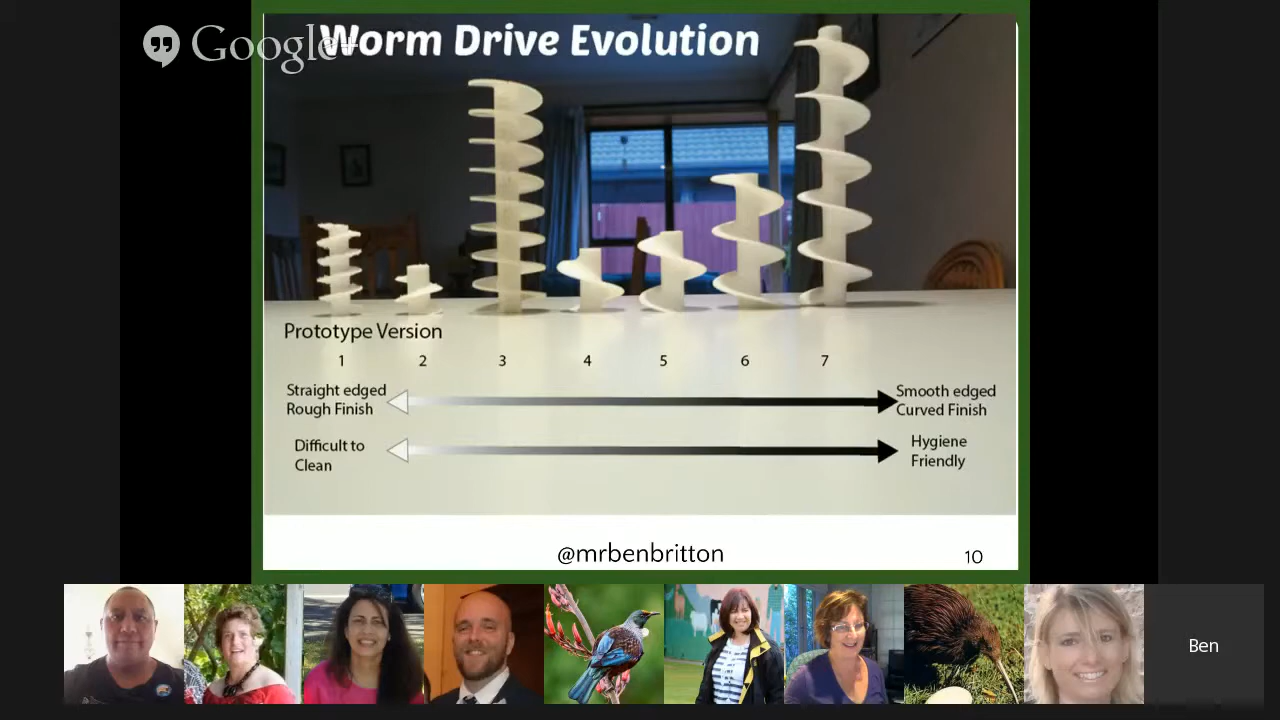 Google+
Worm Drive Evolution
Prototype Version
1 2 3 4 5 6 7
Straight edged
Rough Finish
Smooth edged
Curved Finish
Difficult to
Clean
Hygiene
Friendly
@mrbenbritton
10
Ben